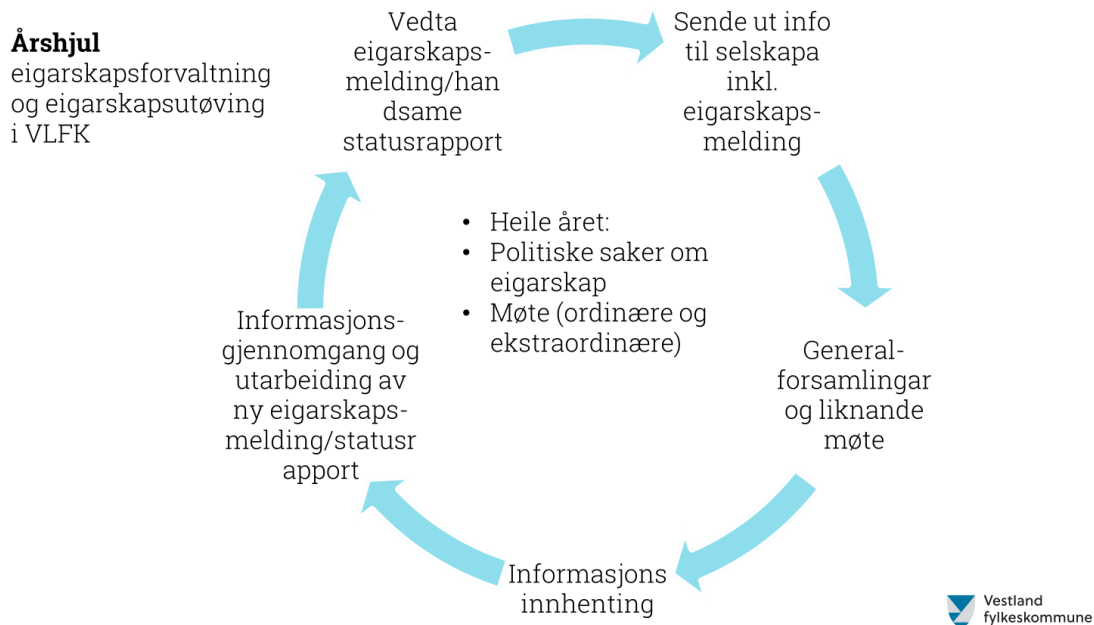 Årshjul
eigarskapsforvaltning
og eigarskapsutøving
i VLFK
Vedta
eigarskaps-
melding/han
dsame
statusrapport
Sende ut info
til selskapa
inkl.
eigarskaps-
melding
• Heile året:
• Politiske saker om
eigarskap
• Møte (ordinære og
ekstraordinære)
General-
forsamlingar
og liknande
møte
Informasjons
innhenting
Informasjons-
gjennomgang og
utarbeiding av
ny eigarskaps-
melding/statusr
apport
Vestland
fylkeskommune